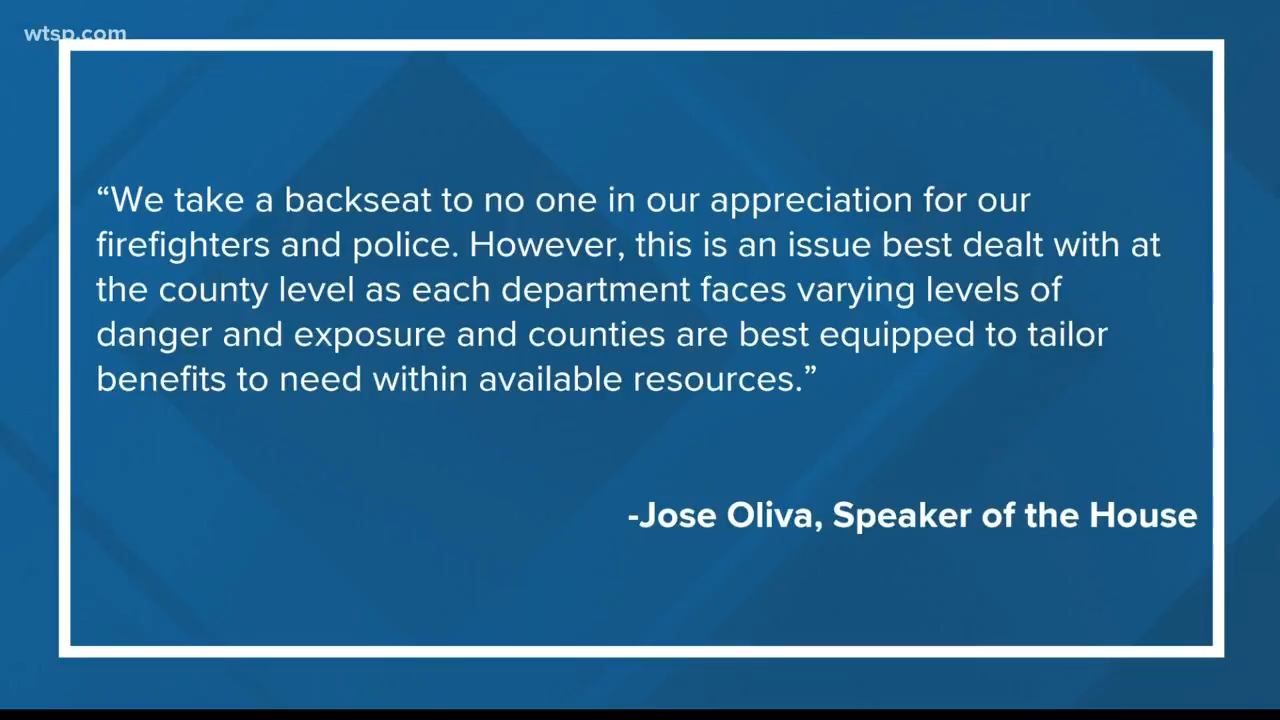 wtsp.com
“We take a backseat to no one in our appreciation for our
firefighters and police. However, this is an issue best dealt with at
the county level as each department faces varying levels of
danger and exposure and counties are best equipped to tailor
benefits to need within available resources.”
-Jose Oliva, Speaker of the House